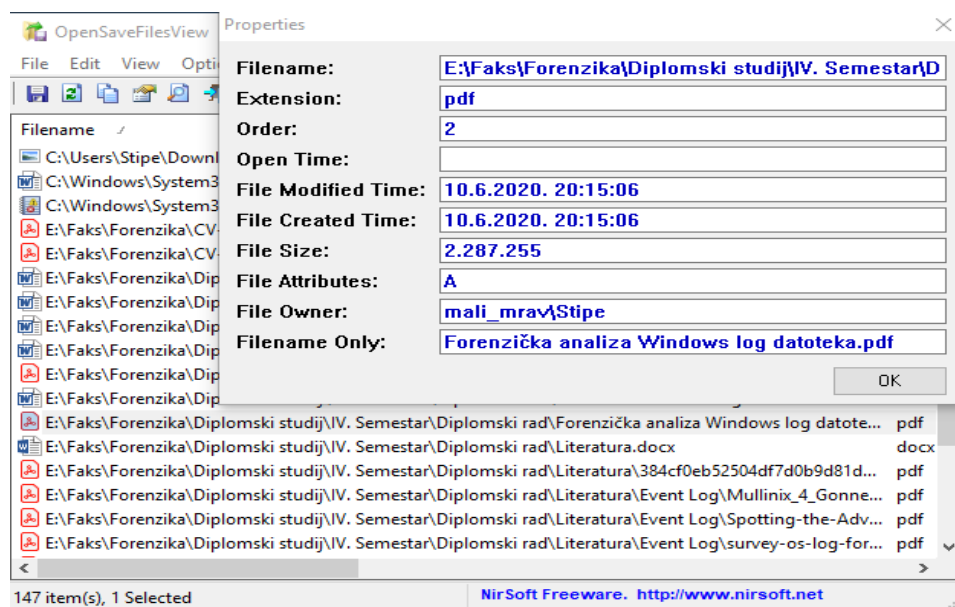 OpenSaveFilesView
File Edit View Opti
Filename
C:\Users\Stipe\Downl
C:\Windows\System3
C:\Windows\System3
E:\Faks\Forenzika\CV-
E:\Faks\Forenzika\CV-
E:\Faks\Forenzika\Dip
E:\Faks\Forenzika\Dip
E:\Faks\Forenzika\Dip
E:\Faks\Forenzika\Dip
E:\Faks\Forenzika\Dip
E:\Faks\Forenzika\Dip
Properties
Filename: E:\Faks\Forenzika\Diplomski studij\IV. Semestar\D
Extension: pdf
Order: 2
Open Time:
File Modified Time: 10.6.2020. 20:15:06
File Created Time: 10.6.2020. 20:15:06
File Size: 2.287.255
File Attributes: A
File Owner: mali_mrav\Stipe
Filename Only: Forenzička analiza Windows log datoteka.pdf
OK
E:\Faks\Forenzika\Diplomski studij\IV. Semestar\Diplomski rad\Forenzička analiza Windows log datote... pdf
E:\Faks\Forenzika\Diplomski studij\IV. Semestar\Diplomski rad\Literatura.docx docx
E:\Faks\Forenzika\Diplomski studij\IV. Semestar\Diplomski rad\Literatura\384cf0eb52504df7d0b9d81d... pdf
E:\Faks\Forenzika\Diplomski studij\IV. Semestar\Diplomski rad\Literatura\Event Log\Mullinix_4_Gonne... pdf
E:\Faks\Forenzika\Diplomski studij\IV. Semestar\Diplomski rad\Literatura\Event Log\Spotting-the-Adv... pdf
E:\Faks\Forenzika\Diplomski studij\IV. Semestar\Diplomski rad\Literatura\Event Log\survey-os-log-for... pdf
147 item(s), 1 Selected
NirSoft Freeware. http://www.nirsoft.net